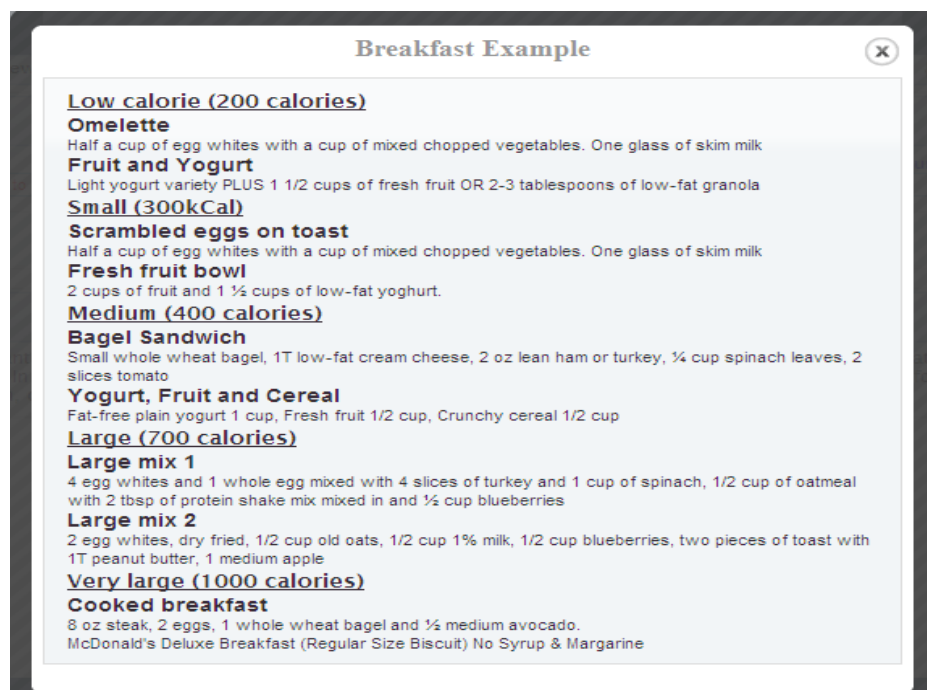 Breakfast Example
Low calorie (200 calories)
Omelette
Half a cup of egg whites with a cup of mixed chopped vegetables. One glass of skim milk
Fruit and Yogurt
Light yogurt variety PLUS 1 1/2 cups of fresh fruit OR 2-3 tablespoons of low-fat granola
Small (300kCal)
Scrambled eggs on toast
Half a cup of egg whites with a cup of mixed chopped vegetables. One glass of skim milk
Fresh fruit bowl
2 cups of fruit and 1 ½ cups of low-fat yoghurt.
Medium (400 calories)
Bagel Sandwich
Small whole wheat bagel, 1T low-fat cream cheese, 2 oz lean ham or turkey, ¼ cup spinach leaves, 2
slices tomato
Yogurt, Fruit and Cereal
Fat-free plain yogurt 1 cup, Fresh fruit 1/2 cup, Crunchy cereal 1/2 cup
Large (700 calories)
Large mix 1
4 egg whites and 1 whole egg mixed with 4 slices of turkey and 1 cup of spinach, 1/2 cup of oatmeal
with 2 tbsp of protein shake mix mixed in and ½ cup blueberries
Large mix 2
2 egg whites, dry fried, 1/2 cup old oats, 1/2 cup 1% milk, 1/2 cup blueberries, two pieces of toast with
1T peanut butter, 1 medium apple
Very large (1000 calories)
Cooked breakfast
8 oz steak, 2 eggs, 1 whole wheat bagel and ½ medium avocado.
McDonald's Deluxe Breakfast (Regular Size Biscuit) No Syrup & Margarine